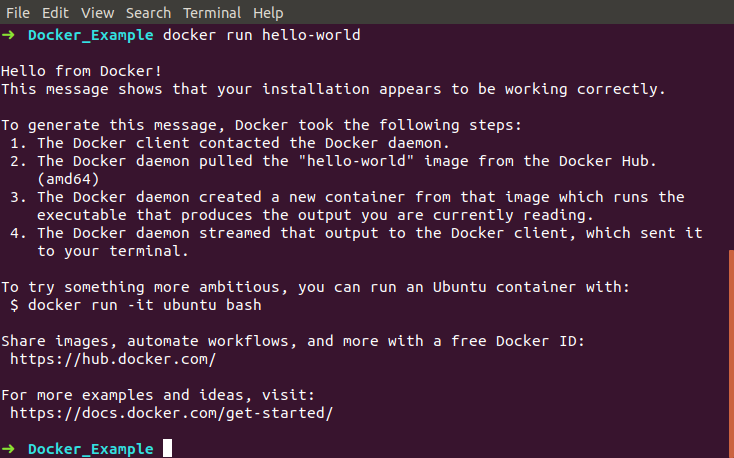 File Edit View Search Terminal Help
➜ Docker_Example docker run hello-world
Hello from Docker!
This message shows that your installation appears to be working correctly.
To generate this message, Docker took the following steps:
1. The Docker client contacted the Docker daemon.
2. The Docker daemon pulled the "hello-world" image from the Docker Hub.
(amd64)
3. The Docker daemon created a new container from that image which runs the
executable that produces the output you are currently reading.
4. The Docker daemon streamed that output to the Docker client, which sent it
to your terminal.
To try something more ambitious, you can run an Ubuntu container with:
$ docker run -it ubuntu bash
Share images, automate workflows, and more with a free Docker ID:
https://hub.docker.com/
For more examples and ideas, visit:
https://docs.docker.com/get-started/
➜ Docker_Example